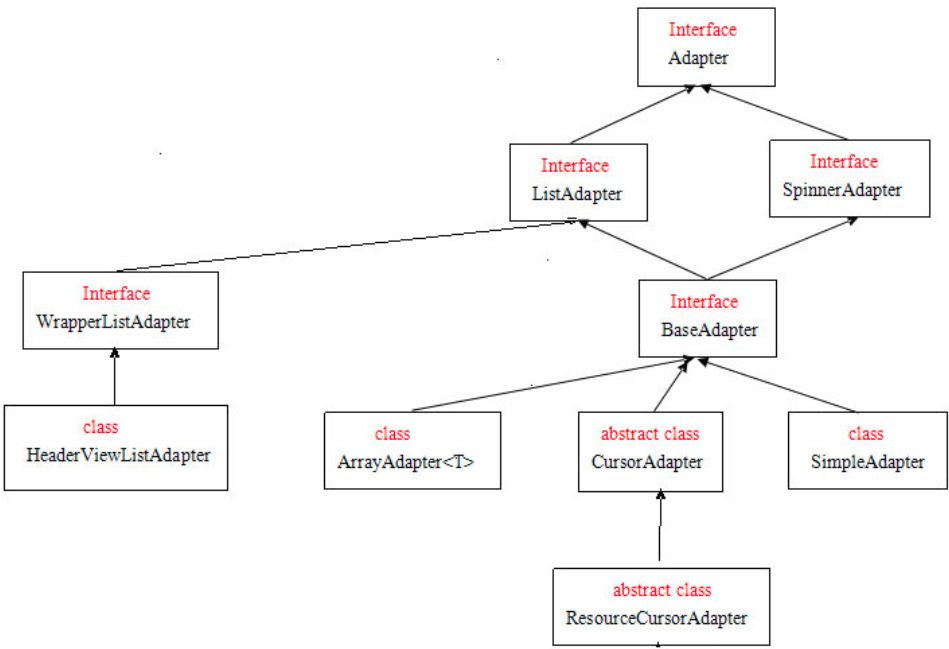 Interface
Adapter
Interface
ListAdapter
Interface
SpinnerAdapter
Interface
WrapperListAdapter
Interface
BaseAdapter
class
HeaderViewListAdapter
class
ArrayAdapter<T>
abstract class
CursorAdapter
class
SimpleAdapter
abstract class
ResourceCursorAdapter